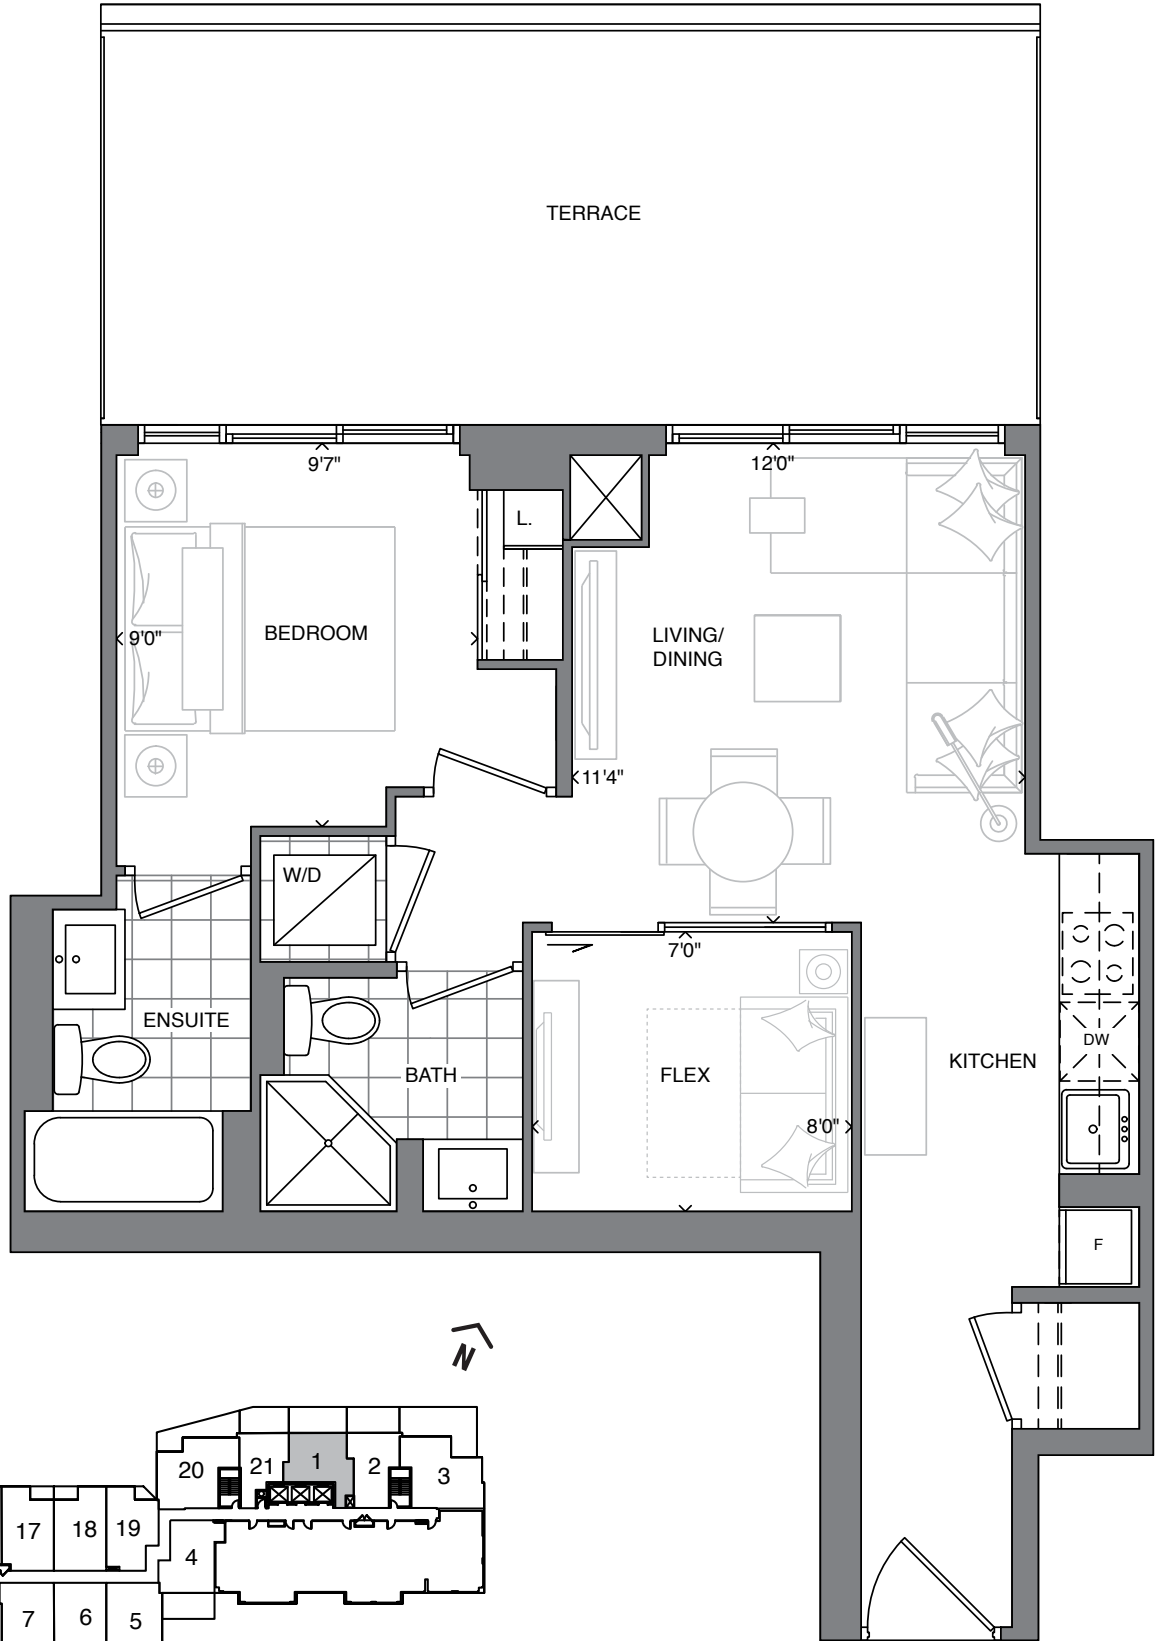 TERRACE
9'7"
12'0"
L.
9'0"
BEDROOM
LIVING/
DINING
11'4"
W/D
7'0"
ENSUITE
BATH
FLEX
KITCHEN
DW
8'0"
F
N
20
21
1
2
3
17
18
19
4
7
6
5